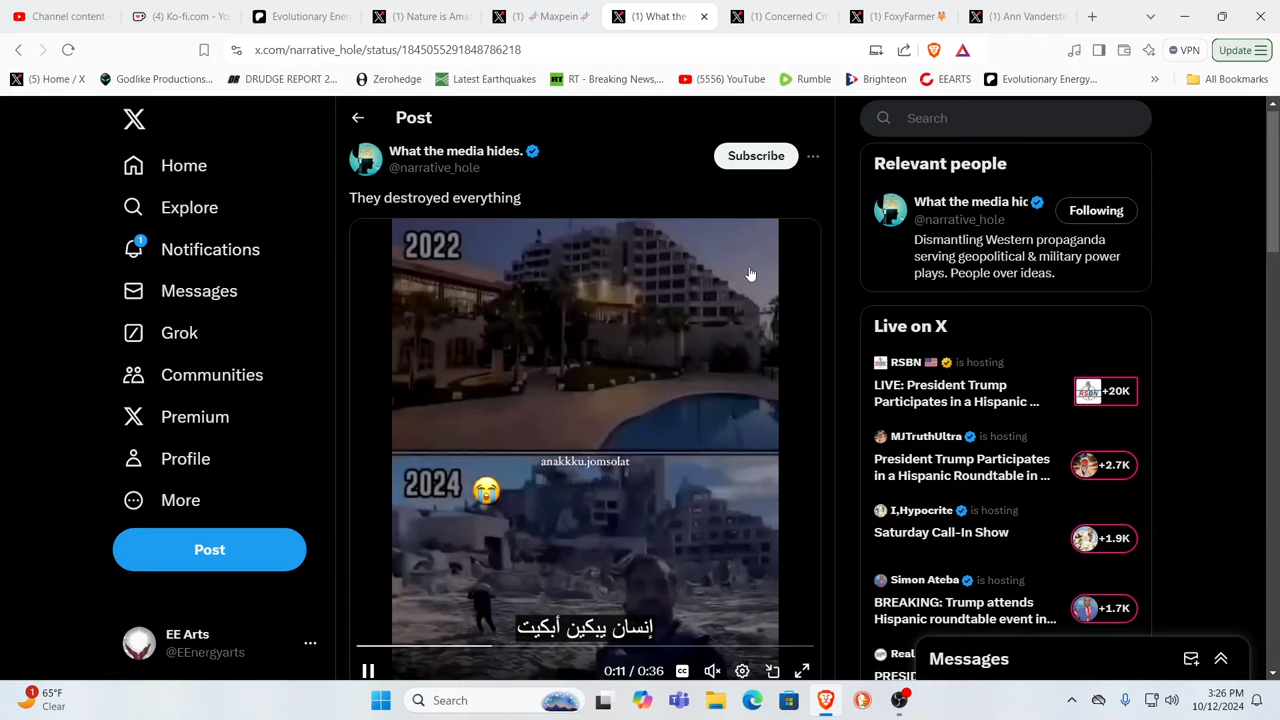 Channel content
(1) Ko-fi.com - Yo
Evolutionary Ener
(1) Nature is Ama
(1) Maxpein
(1) What the
(1) Concerned Cit
(1) FoxyFarmer
(1) Ann Vanderste
x.com/narrative_hole/status/1845055291848786218
VPN
Update
(5) Home / X
Godlike Productions...
DRUDGE REPORT 2...
Zerohedge
Latest Earthquakes
RT - Breaking News,...
(5556) YouTube
Rumble
Brighteon
EEARTS
Evolutionary Energy...
All Bookmarks
Home
Explore
1
Notifications
Messages
Grok
Communities
Premium
Profile
More
Post
EE Arts
@EEnergyarts
Post
What the media hides.
@narrative_hole
Subscribe
They destroyed everything
2022
anakkku.jomsolat
2024
إنسان يبكين أبكيت
0:11 / 0:36
Search
Relevant people
What the media hid
@narrative_hole
Following
Dismantling Western propaganda
serving geopolitical & military power
plays. People over ideas.
Live on X
RSBN is hosting
LIVE: President Trump
Participates in a Hispanic ...
RSBN
+20K
MJTruthUltra is hosting
President Trump Participates
in a Hispanic Roundtable in ...
+2.7K
I,Hypocrite is hosting
Saturday Call-In Show
+1.9K
Simon Ateba is hosting
BREAKING: Trump attends
Hispanic roundtable event in...
+1.7K
Real
PRESID
Messages
1
65°F
Clear
Search
3:26 PM
10/12/2024